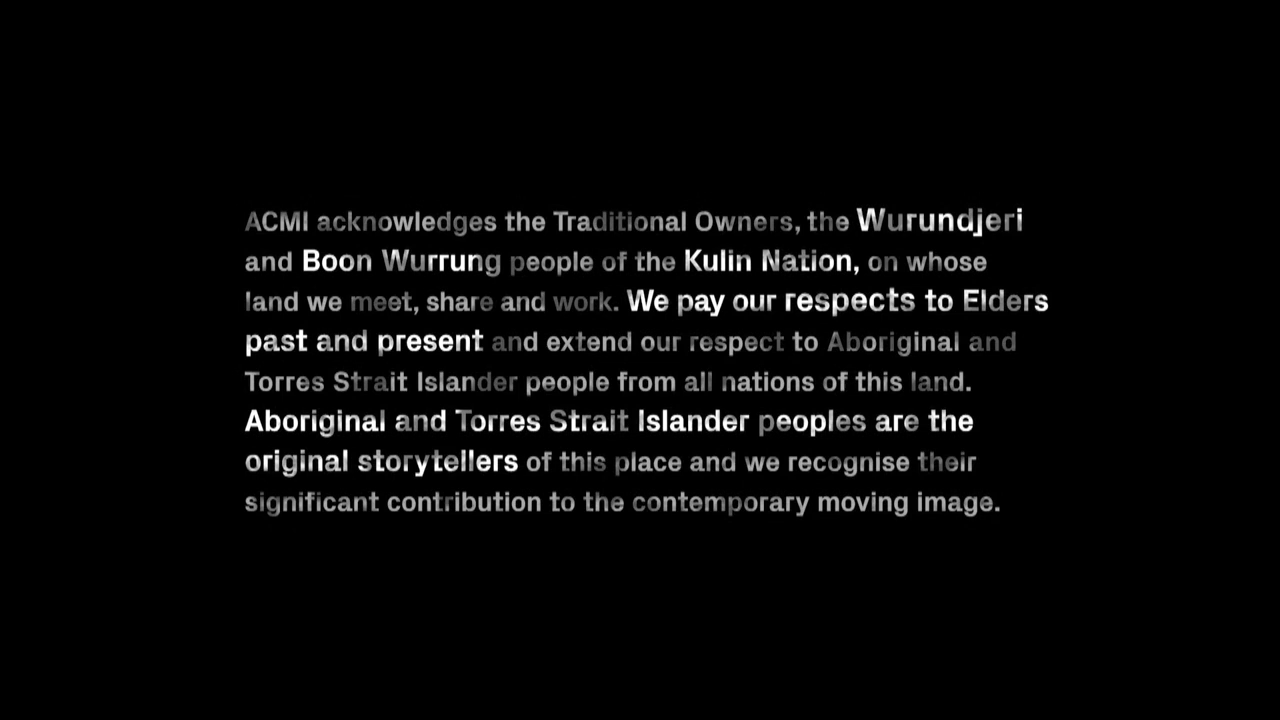 ACMI acknowledges the Traditional Owners, the Wurundjeri
and Boon Wurrung people of the Kulin Nation, on whose
land we meet, share and work. We pay our respects to Elders
past and present and extend our respect to Aboriginal and
Torres Strait Islander people from all nations of this land.
Aboriginal and Torres Strait Islander peoples are the
original storytellers of this place and we recognise their
significant contribution to the contemporary moving image.